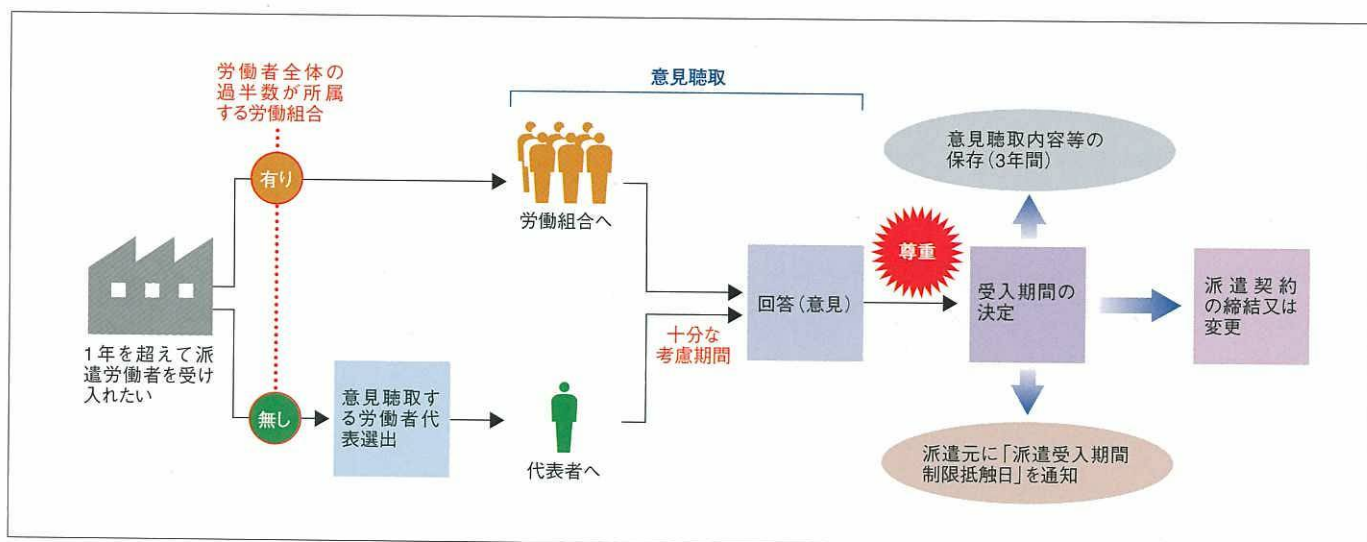 労働者全体の
過半数が所属
する労働組合
意見聴取
有り
労働組合へ
意見聴取内容等の
保存(3年間)
1年を超えて派
遣労働者を受け
入れたい
無し
意見聴取す
る労働者代
表選出
代表者へ
十分な
考慮期間
回答(意見)
尊重
受入期間の
決定
派遣契約
の締結又は
変更
派遣元に「派遣受入期間
制限抵触日」を通知